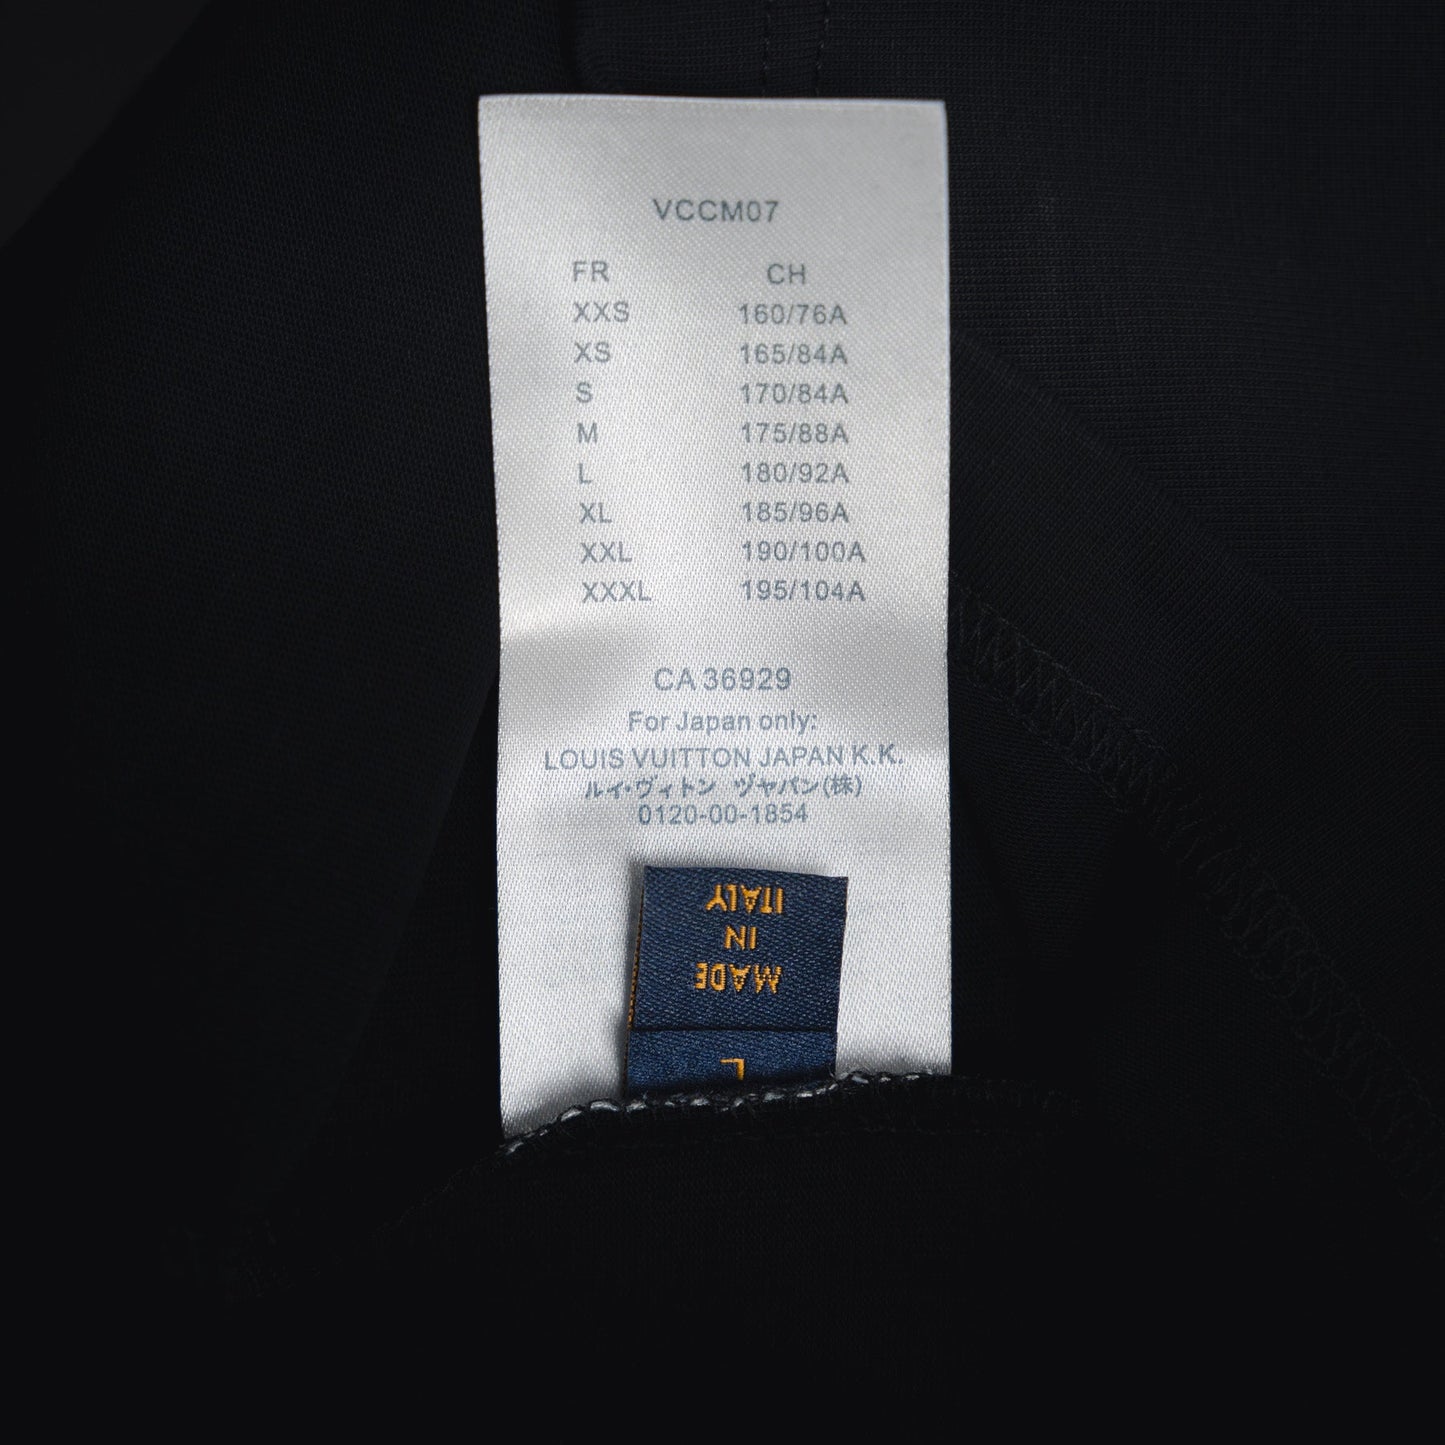 VCCM07
FR CH
XXS 160/76A
XS 165/84A
S 170/84A
M 175/88A
L 180/92A
XL 185/96A
XXL 190/100A
XXXL 195/104A
CA 36929
For Japan only:
LOUIS VUITTON JAPAN K.K.
ルイ・ヴィトン ヅャパン(株)
0120-00-1854
MADE
IN
ITALY
L